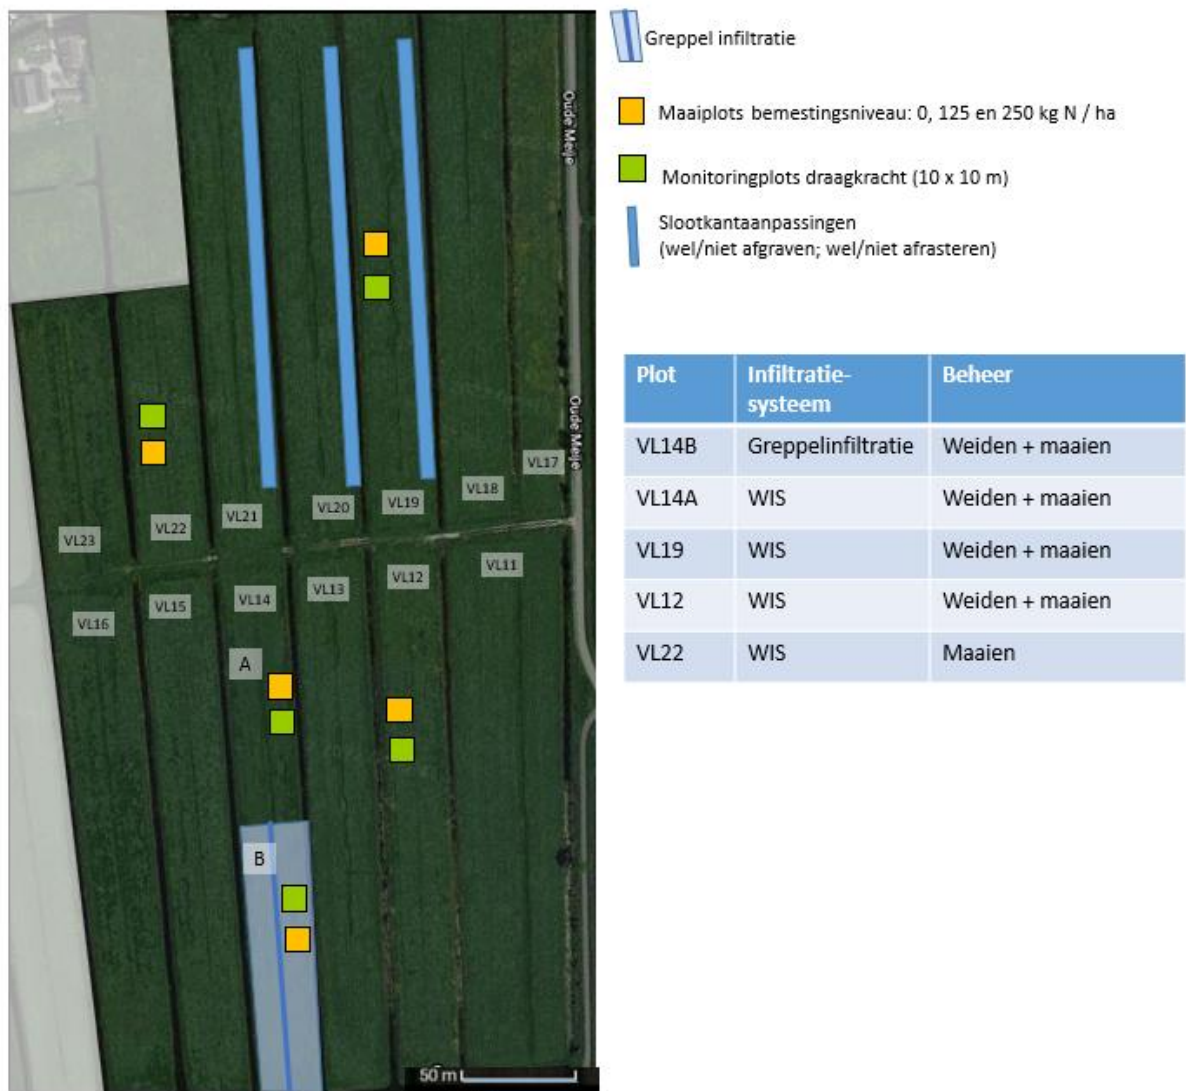 Greppel infiltratie
Maaiplots bemestingsniveau: 0, 125 en 250 kg N / ha
Monitoringplots draagkracht (10 x 10 m)
Slootkantaanpassingen
(wel/niet afgraven; wel/niet afrasteren)
Oude Meije
Oude Meije
VL17
VL18
VL19
VL20
VL21
VL22
VL23
VL11
VL12
VL13
VL14
VL15
VL16
A
B
50 m
Plot Infiltratie- Beheer
systeem
VL14B Greppelinfiltratie Weiden + maaien
VL14A WIS Weiden + maaien
VL19 WIS Weiden + maaien
VL12 WIS Weiden + maaien
VL22 WIS Maaien